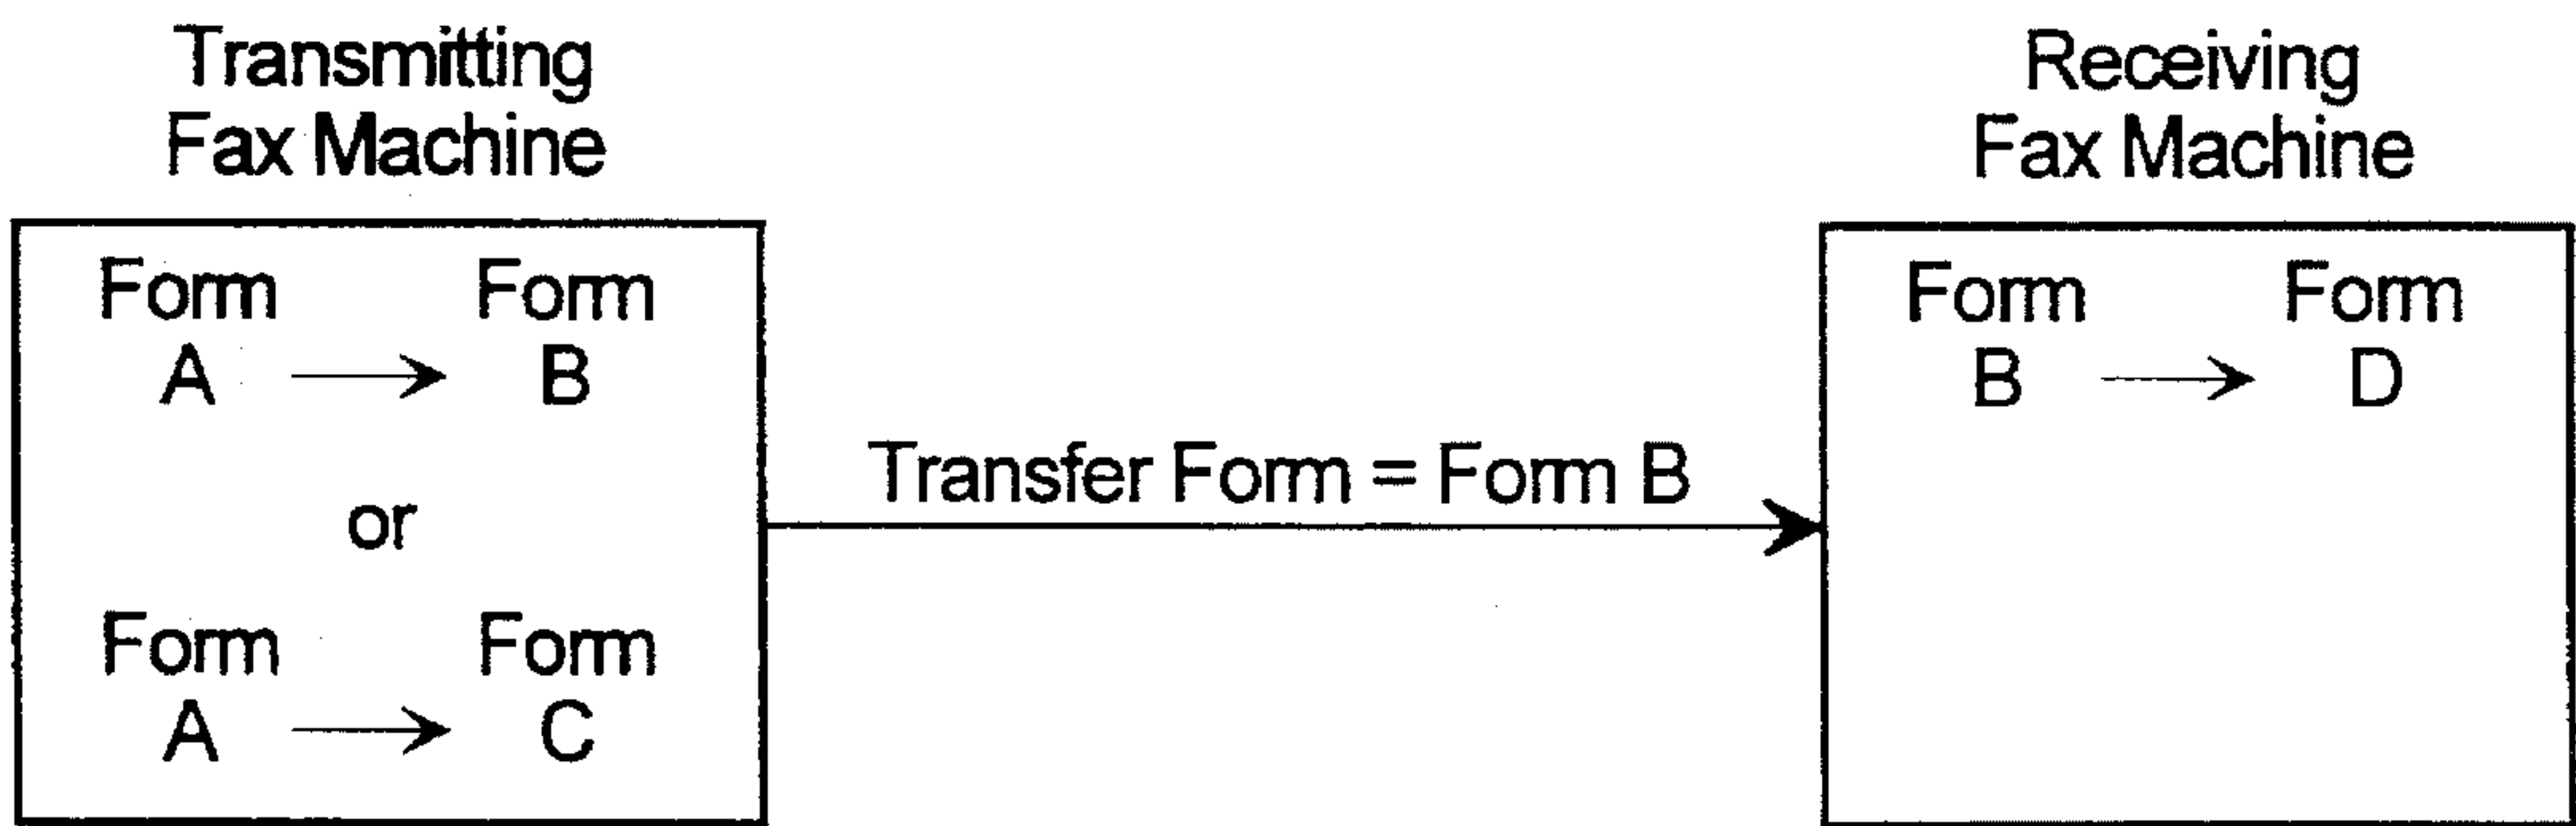 Transmitting
Fax Machine
Receiving
Fax Machine
Form Form
A B
or
Form Form
A C
Transfer Form = Form B
Form Form
B D